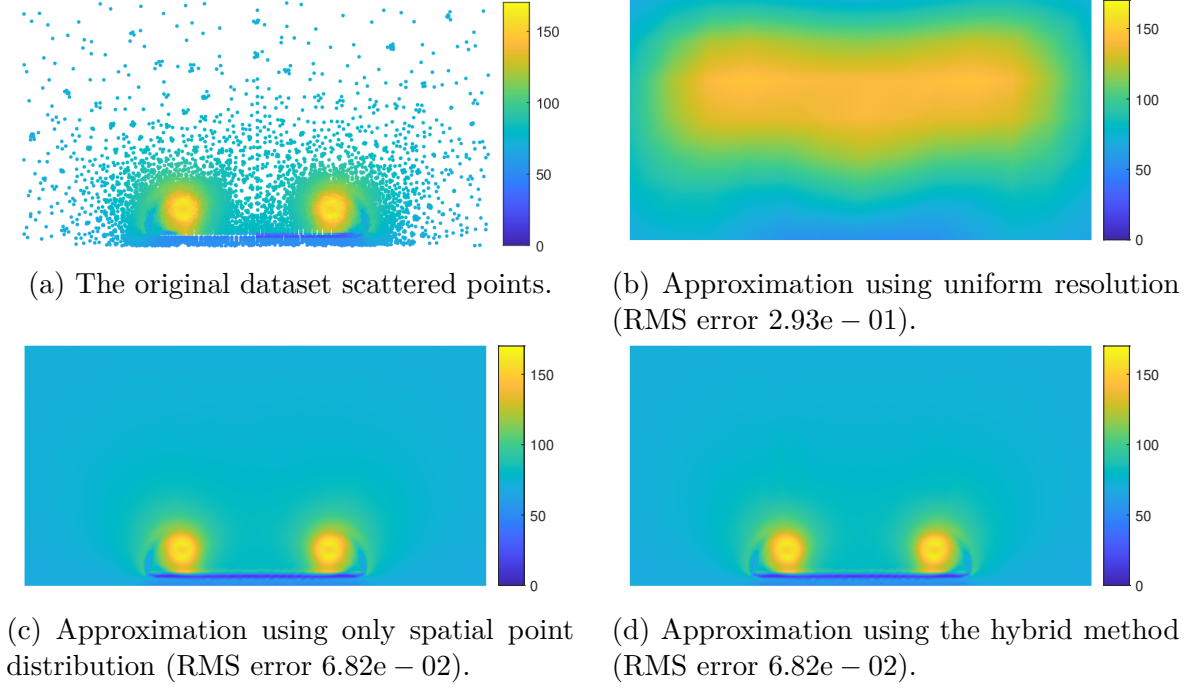 150
100
50
0
(a) The original dataset scattered points.
150
100
50
0
(b) Approximation using uniform resolution
(RMS error 2.93e − 01).
150
100
50
0
(c) Approximation using only spatial point
distribution (RMS error 6.82e − 02).
150
100
50
0
(d) Approximation using the hybrid method
(RMS error 6.82e − 02).